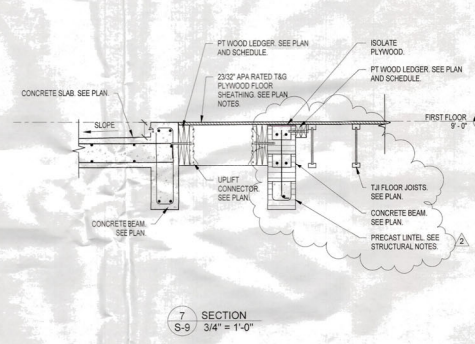 PT WOOD LEDGER. SEE PLAN
AND SCHEDULE.
23/32" APA RATED T&G
PLYWOOD FLOOR
SHEATHING. SEE PLAN
NOTES.
CONCRETE SLAB. SEE PLAN.
SLOPE
ISOLATE
PLYWOOD.
PT WOOD LEDGER. SEE PLAN
AND SCHEDULE.
FIRST FLOOR
9' - 0"
UPLIFT
CONNECTOR.
SEE PLAN.
TJI FLOOR JOISTS.
SEE PLAN.
CONCRETE BEAM.
SEE PLAN
CONCRETE BEAM.
SEE PLAN.
PRECAST LINTEL. SEE
STRUCTURAL NOTES.
2
7 SECTION
S-9 3/4" = 1'-0"